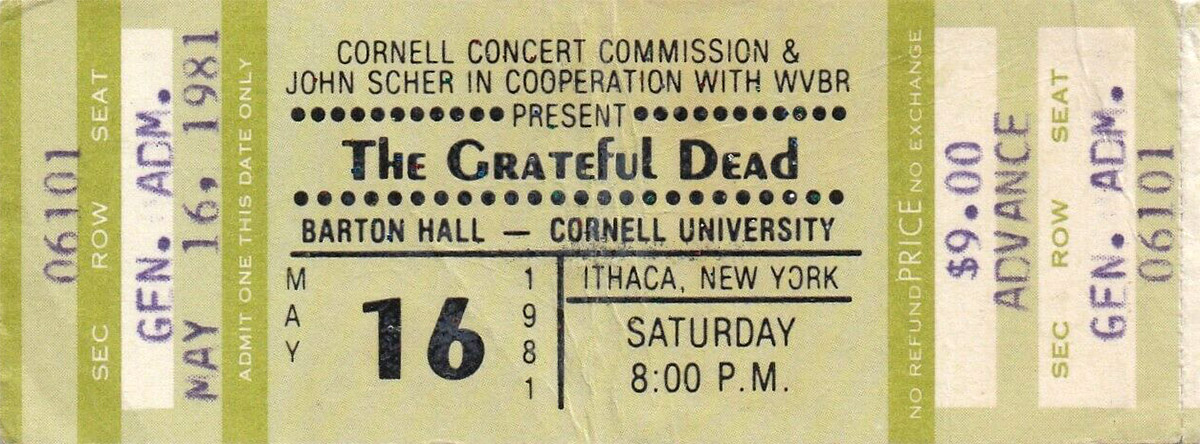 06101
SEC ROW SEAT
GEN. ADM.
MAY 16, 1981
ADMIT ONE THIS DATE ONLY
CORNELL CONCERT COMMISSION &
JOHN SCHER IN COOPERATION WITH WVBR
PRESENT
The Grateful Dead
BARTON HALL — CORNELL UNIVERSITY
MAY
16
1981
ITHACA, NEW YORK
SATURDAY
8:00 P.M.
NO REFUND PRICE NO EXCHANGE
$9.00
ADVANCE
SEC ROW SEAT
GEN. ADM.
06101